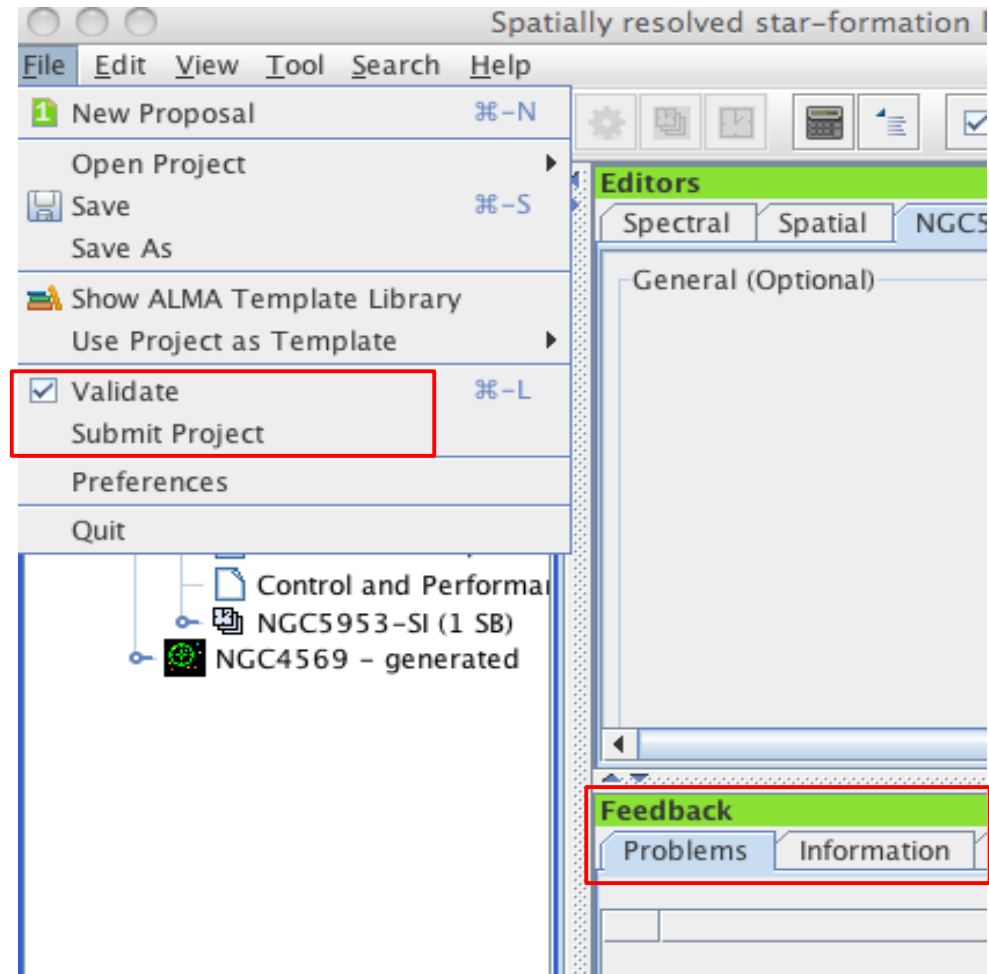 Spatially resolved star-formation
File Edit View Tool Search Help
1 New Proposal ⌘-N
Open Project
Save ⌘-S
Save As
Show ALMA Template Library
Use Project as Template
Validate ⌘-L
Submit Project
Preferences
Quit
Control and Performa
NGC5953-SI (1 SB)
NGC4569 - generated
Editors
Spectral Spatial NGC5
General (Optional)
Feedback
Problems Information